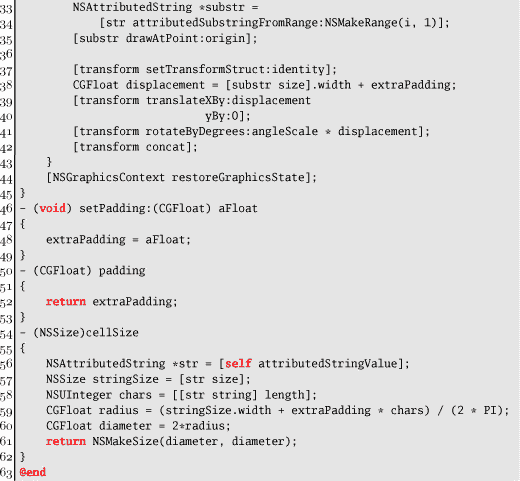 33         NSAttributedString *substr =
34             [str attributedSubstringFromRange:NSMakeRange(i, 1)];
35         [substr drawAtPoint:origin];
36
37         [transform setTransformStruct:identity];
38         CGFloat displacement = [substr size].width + extraPadding;
39         [transform translateXBy:displacement
40                             yBy:0];
41         [transform rotateByDegrees:angleScale * displacement];
42         [transform concat];
43     }
44     [NSGraphicsContext restoreGraphicsState];
45 }
46 - (void) setPadding:(CGFloat) aFloat
47 {
48     extraPadding = aFloat;
49 }
50 - (CGFloat) padding
51 {
52     return extraPadding;
53 }
54 - (NSSize)cellSize
55 {
56     NSAttributedString *str = [self attributedStringValue];
57     NSSize stringSize = [str size];
58     NSUInteger chars = [[str string] length];
59     CGFloat radius = (stringSize.width + extraPadding * chars) / (2 * PI);
60     CGFloat diameter = 2*radius;
61     return NSMakeSize(diameter, diameter);
62 }
63 @end